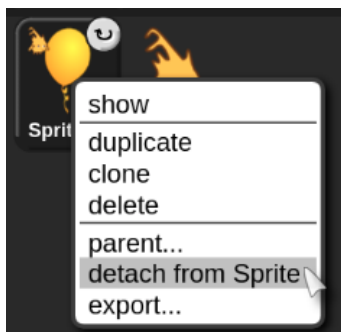 Sprit
show
duplicate
clone
delete
parent...
detach from Sprite
export...